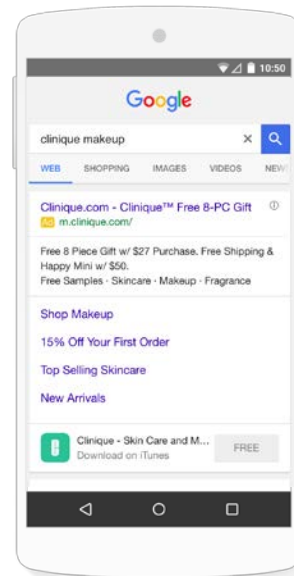 10:50
Google
clinique makeup
WEB SHOPPING IMAGES VIDEOS NEW
Clinique.com - Clinique™ Free 8-PC Gift
Ad m.clinique.com/
Free 8 Piece Gift w/ $27 Purchase. Free Shipping &
Happy Mini w/ $50.
Free Samples · Skincare · Makeup · Fragrance
Shop Makeup
15% Off Your First Order
Top Selling Skincare
New Arrivals
Clinique - Skin Care and M...
Download on iTunes
FREE